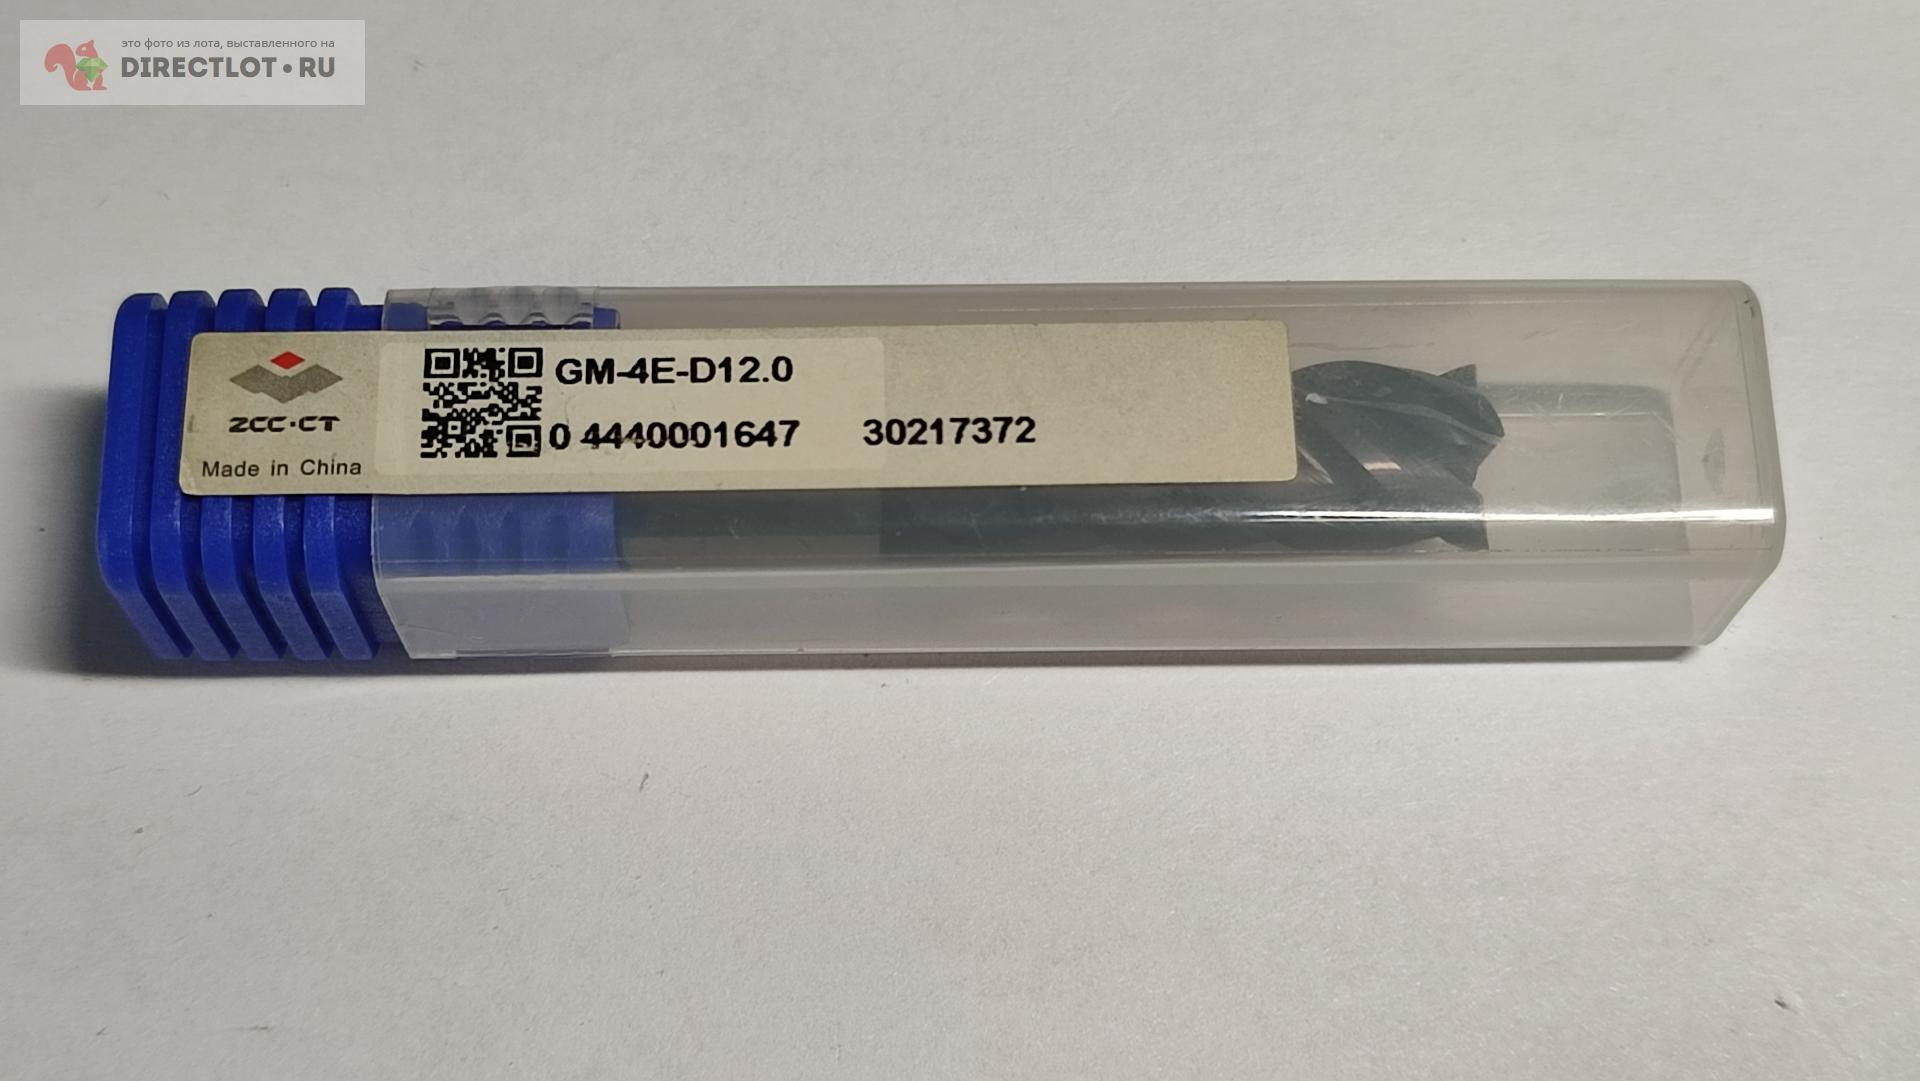 это фото из лота, выставленного на
DIRECTLOT•RU
GM-4E-D12.0
ZCC·CT
0 4440001647 30217372
Made in China